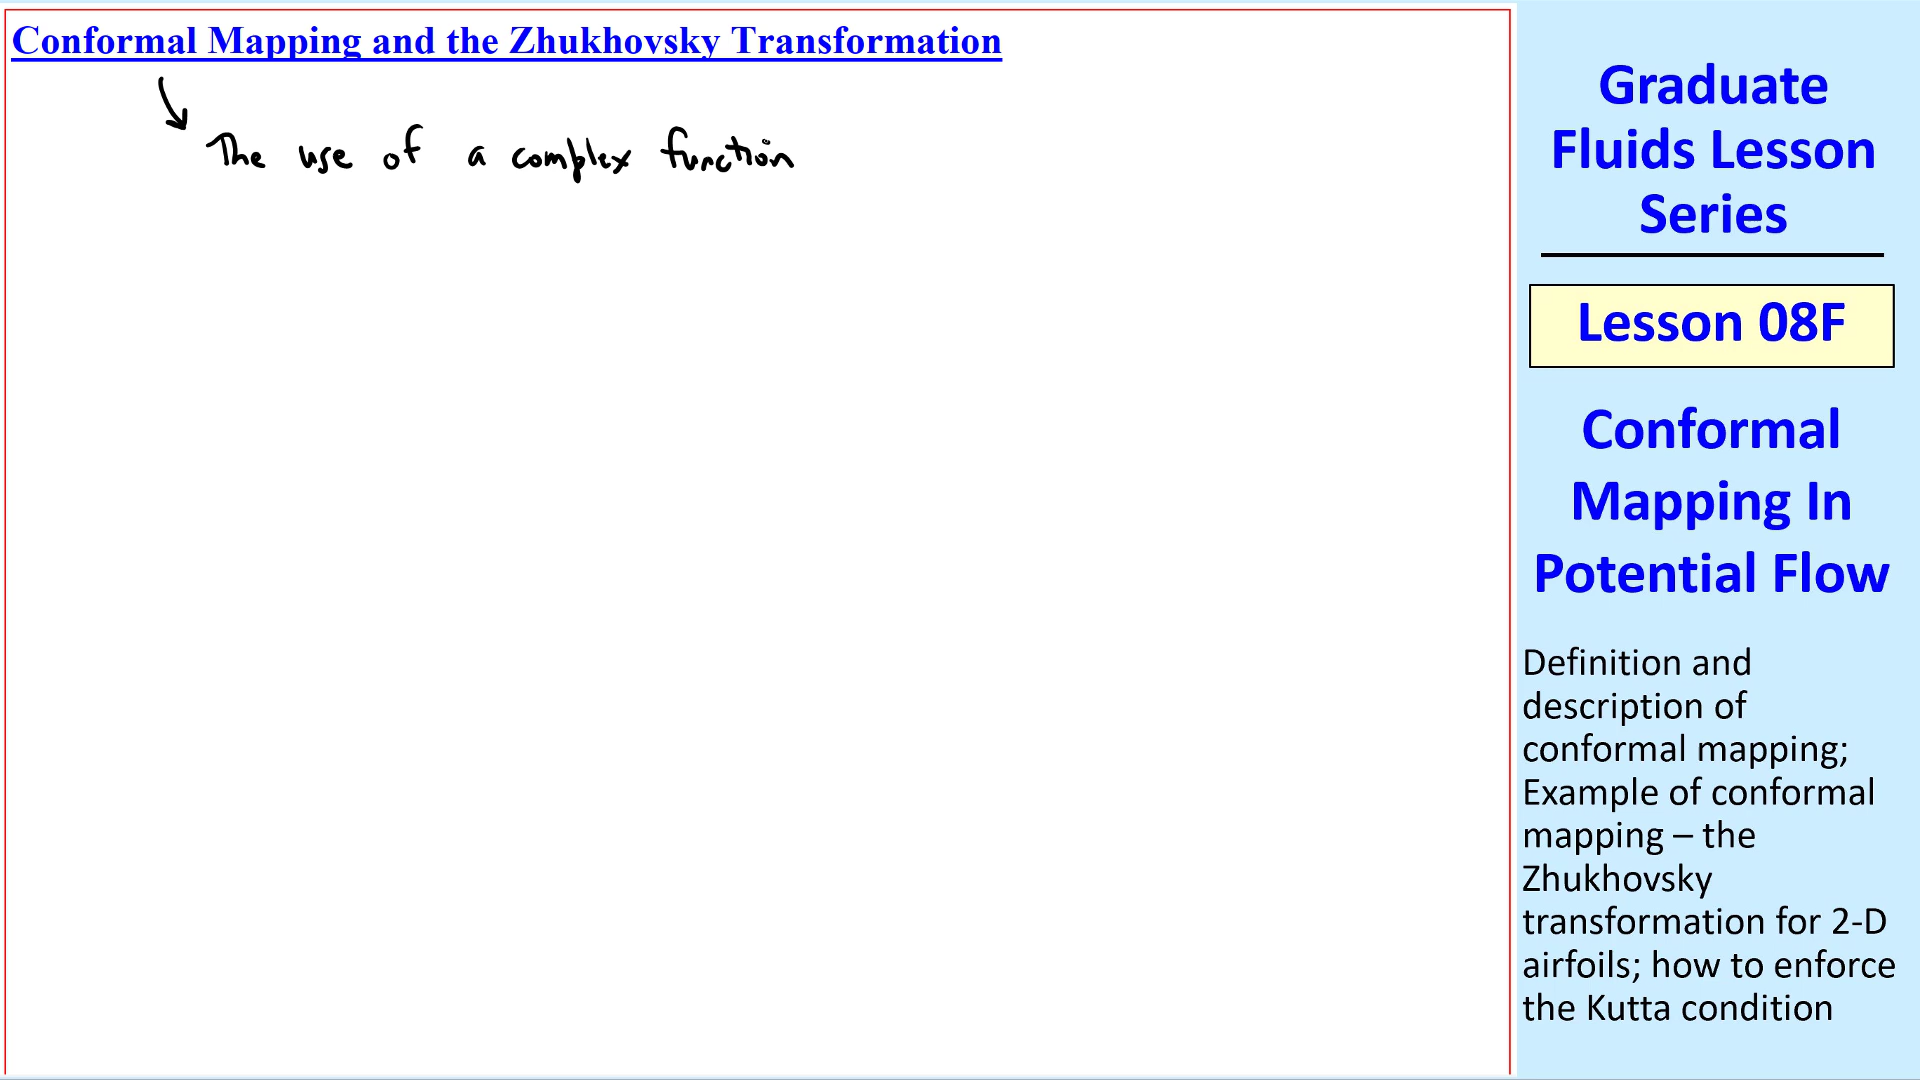 Conformal Mapping and the Zhukhovsky Transformation
The use of a complex function
Graduate
Fluids Lesson
Series
Lesson 08F
Conformal
Mapping In
Potential Flow
Definition and
description of
conformal mapping;
Example of conformal
mapping – the
Zhukhovsky
transformation for 2-D
airfoils; how to enforce
the Kutta condition